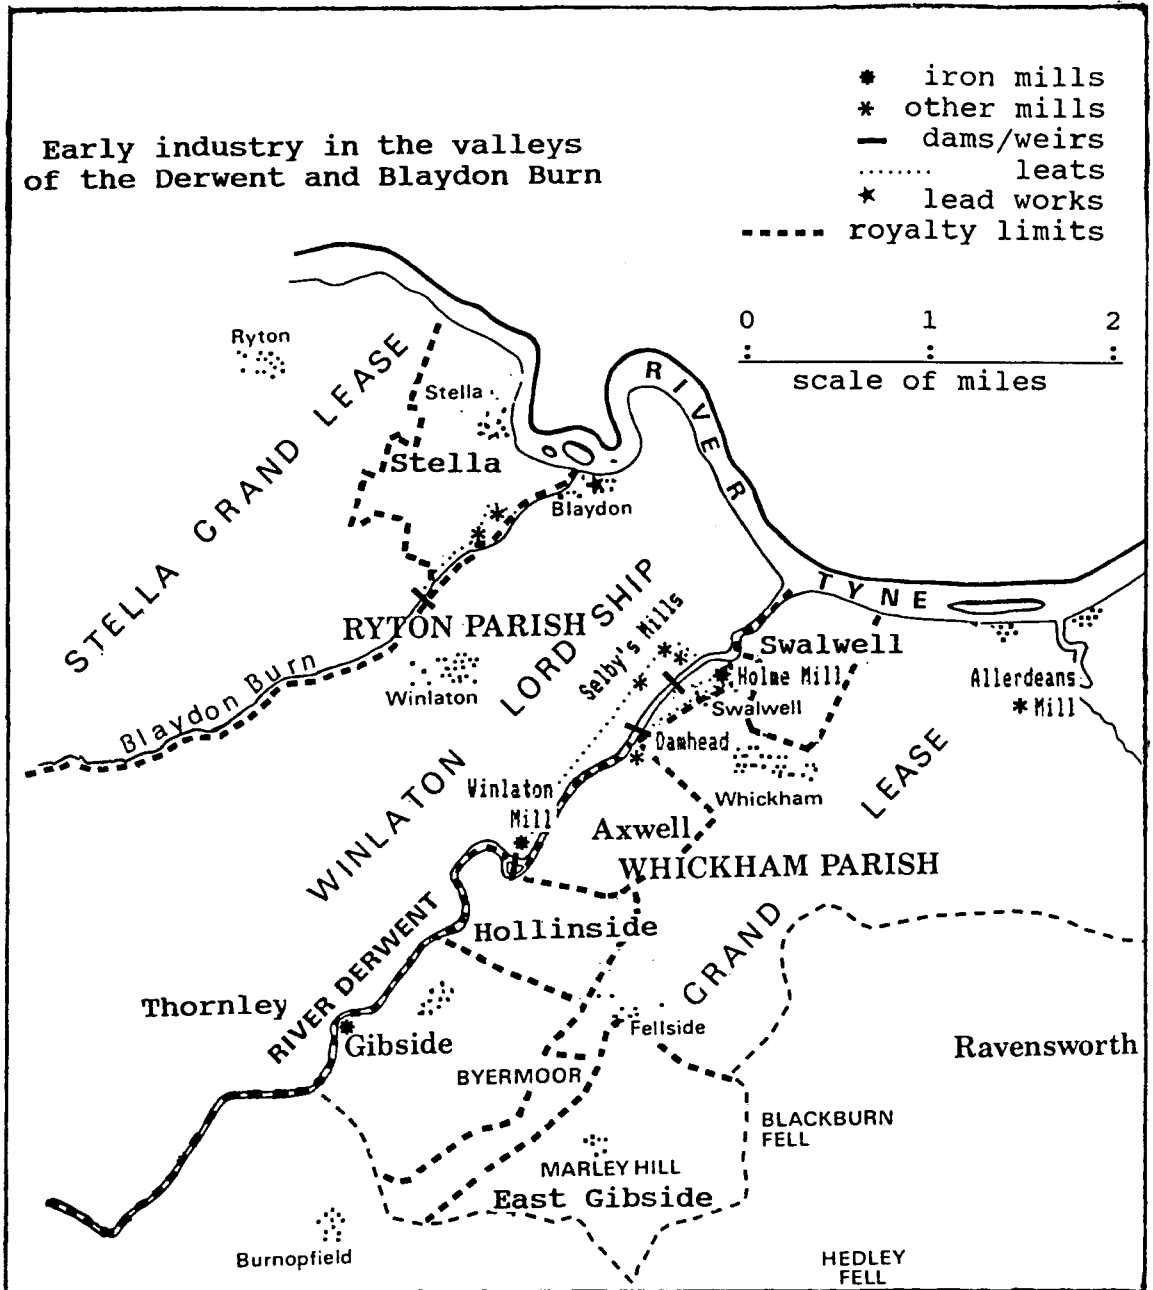 Early industry in the valleys
of the Derwent and Blaydon Burn
iron mills
other mills
dams/weirs
leats
lead works
royalty limits
0 1 2
scale of miles
Ryton
STELLA GRAND LEASE
Stella
Stella
RIVER TYNE
Blaydon
RYTON PARISH
Blaydon Burn
Winlaton
WINLATON LORDSHIP
Selby's Mills
Swalwell
Holme Mill
Swalwell
Allerdeans
Mill
Damhead
Whickham
Winlaton
Mill
Axwell
WHICKHAM PARISH
GRAND LEASE
Hollinside
RIVER DERWENT
Thornley
Gibside
Fellside
Ravensworth
BYERMOOR
BLACKBURN
FELL
MARLEY HILL
East Gibside
Burnopfield
HEDLEY
FELL